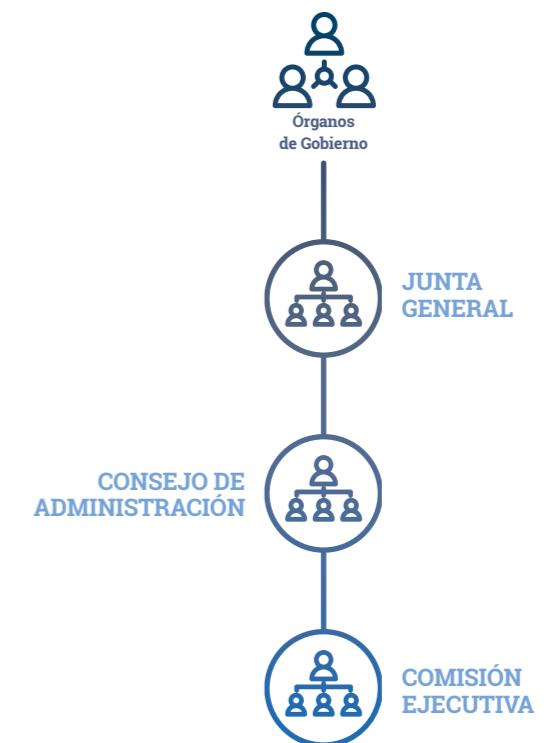 Órganos
de Gobierno
JUNTA
GENERAL
CONSEJO DE
ADMINISTRACIÓN
COMISIÓN
EJECUTIVA